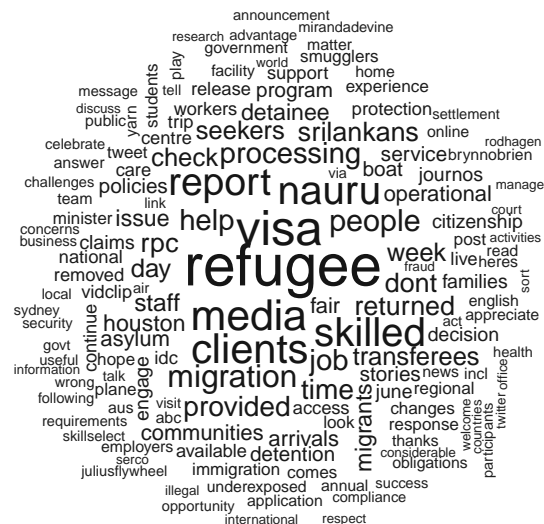 announcement
research advantage mirandadevine
government matter
world smugglers
play facility support home
message tell release program experience
discuss students workers detainee protection settlement
public yarn trip seekers srilankans online
celebrate tweet centre check processing service brynnobrien rodhagen
answer care via boat journos
challenges policies report nauru operational manage
team link court
minister issue help visa people citizenship
concerns post activities
business claims rpc week live heres read
national day refugee fraud
removed dont families sort
local vidclip air staff media fair returned english
sydney continue houston skilled act appreciate
security decision
govt asylum clients job transferees health
useful hope idc stories news incl
information talk engage migration time june regional office
wrong plane
following aus visit provided access migrants changes welcome countries twitter
requirements abc look response participants
skillselect communities arrivals thanks
employers available detention considerable
serco obligations
juliusflywheel immigration comes
illegal underexposed annual success
opportunity application compliance
international respect